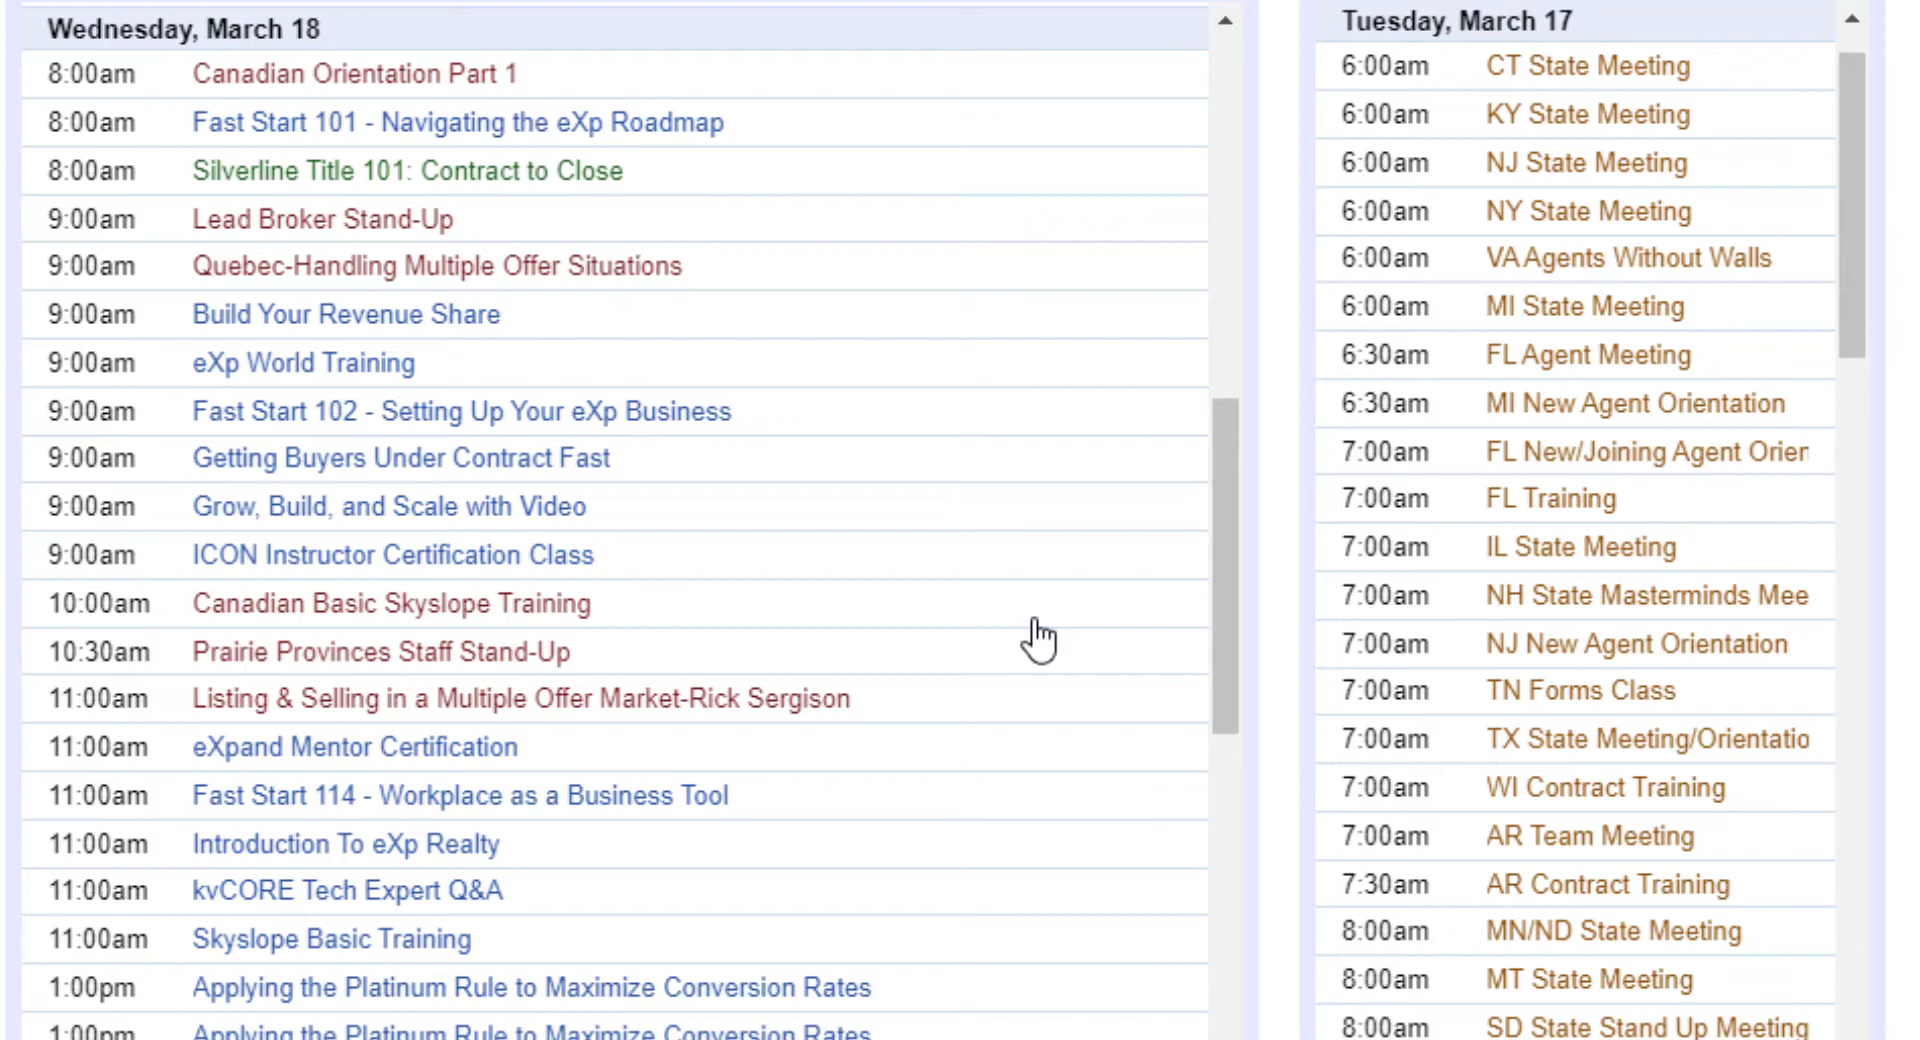 Wednesday, March 18
8:00am Canadian Orientation Part 1
8:00am Fast Start 101 - Navigating the eXp Roadmap
8:00am Silverline Title 101: Contract to Close
9:00am Lead Broker Stand-Up
9:00am Quebec-Handling Multiple Offer Situations
9:00am Build Your Revenue Share
9:00am eXp World Training
9:00am Fast Start 102 - Setting Up Your eXp Business
9:00am Getting Buyers Under Contract Fast
9:00am Grow, Build, and Scale with Video
9:00am ICON Instructor Certification Class
10:00am Canadian Basic Skyslope Training
10:30am Prairie Provinces Staff Stand-Up
11:00am Listing & Selling in a Multiple Offer Market-Rick Sergison
11:00am eXpand Mentor Certification
11:00am Fast Start 114 - Workplace as a Business Tool
11:00am Introduction To eXp Realty
11:00am kvCORE Tech Expert Q&A
11:00am Skyslope Basic Training
1:00pm Applying the Platinum Rule to Maximize Conversion Rates
1:00pm Applying the Platinum Rule to Maximize Conversion Rates
Tuesday, March 17
6:00am CT State Meeting
6:00am KY State Meeting
6:00am NJ State Meeting
6:00am NY State Meeting
6:00am VA Agents Without Walls
6:00am MI State Meeting
6:30am FL Agent Meeting
6:30am MI New Agent Orientation
7:00am FL New/Joining Agent Orien
7:00am FL Training
7:00am IL State Meeting
7:00am NH State Masterminds Mee
7:00am NJ New Agent Orientation
7:00am TN Forms Class
7:00am TX State Meeting/Orientatio
7:00am WI Contract Training
7:00am AR Team Meeting
7:30am AR Contract Training
8:00am MN/ND State Meeting
8:00am MT State Meeting
8:00am SD State Stand Up Meeting